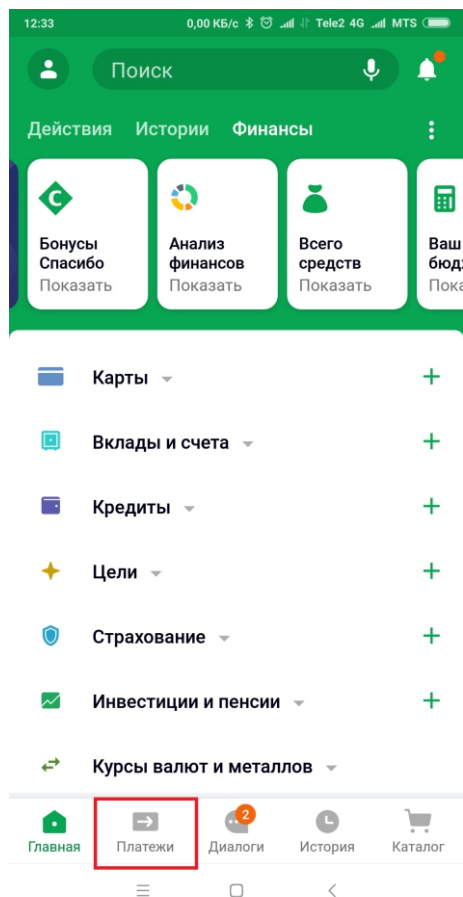 12:33 0,00 КБ/с Tele2 4G MTS
Поиск
Действия Истории Финансы
C
Бонусы
Спасибо
Показать
Анализ
финансов
Показать
Всего
средств
Показать
Ваш
Карты
Вклады и счета
Кредиты
Цели
Страхование
Инвестиции и пенсии
Курсы валют и металлов
2
Главная Платежи Диалоги История Каталог